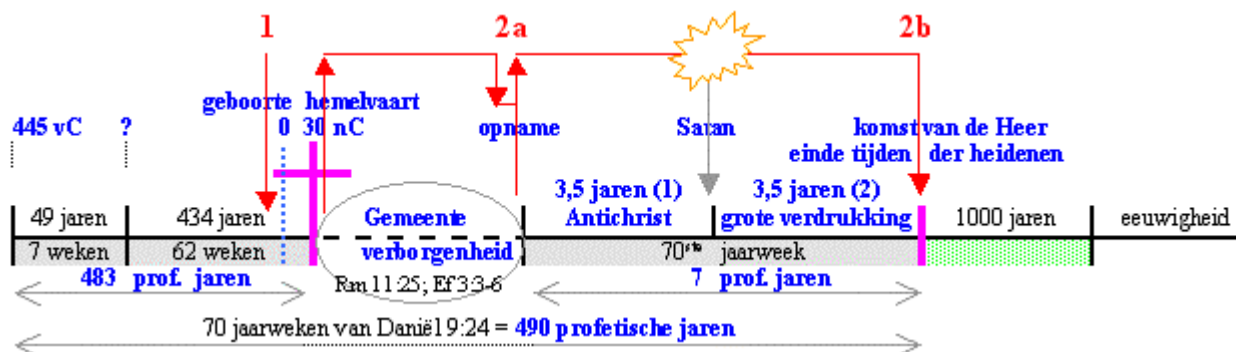 1 2a 2b
geboorte hemelvaart
445 vC ? 0 30 nC opname Satan komst van de Heer
einde tijden der heidenen
3,5 jaren (1) 3,5 jaren (2)
49 jaren 434 jaren Gemeente Antichrist grote verdrukking 1000 jaren eeuwigheid
7 weken 62 weken verborgenheid 70ste jaarweek
483 prof. jaren Rm 11:25; Ef 3:3-6 7 prof. jaren
70 jaarweken van Daniël 9:24 = 490 profetische jaren